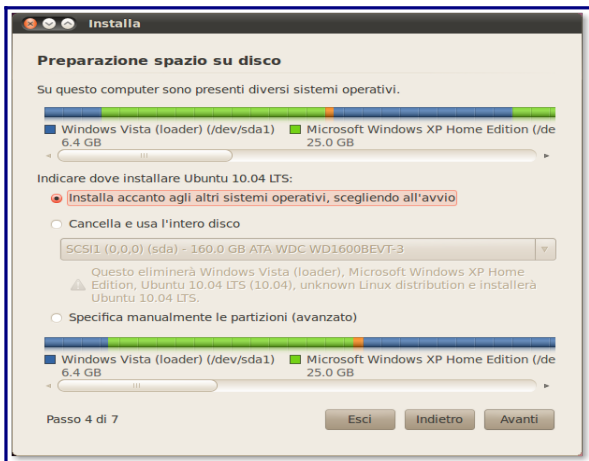 Installa
Preparazione spazio su disco
Su questo computer sono presenti diversi sistemi operativi.
Windows Vista (loader) (/dev/sda1) Microsoft Windows XP Home Edition (/de
6.4 GB 25.0 GB
Indicare dove installare Ubuntu 10.04 LTS:
Installa accanto agli altri sistemi operativi, scegliendo all'avvio
Cancella e usa l'intero disco
SCSI1 (0,0,0) (sda) - 160.0 GB ATA WDC WD1600BEVT-3
Questo eliminerà Windows Vista (loader), Microsoft Windows XP Home
Edition, Ubuntu 10.04 LTS (10.04), unknown Linux distribution e installerà
Ubuntu 10.04 LTS.
Specifica manualmente le partizioni (avanzato)
Windows Vista (loader) (/dev/sda1) Microsoft Windows XP Home Edition (/de
6.4 GB 25.0 GB
Passo 4 di 7 Esci Indietro Avanti